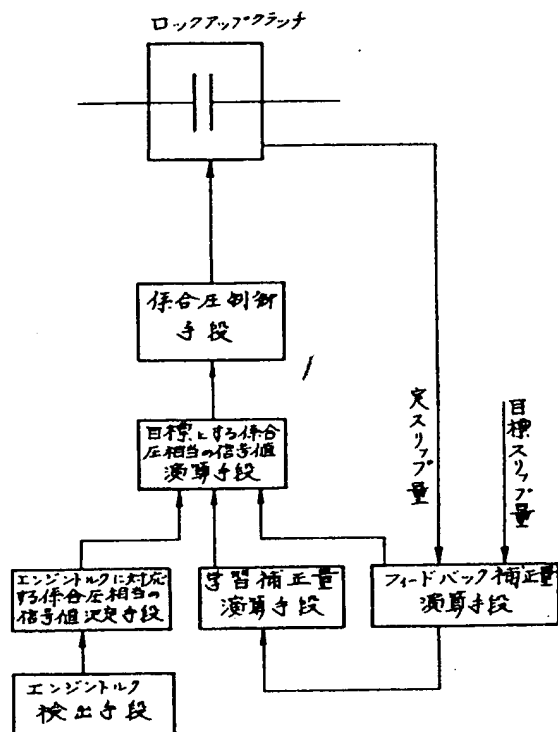 ロックアップクラッチ
係合圧制御
手段
目標とする係合
圧相当の信号値
演算手段
定スリップ量
目標スリップ量
エンジントルクに対応
する係合圧相当の
信号値決定手段
学習補正量
演算手段
フィードバック補正量
演算手段
エンジントルク
検出手段